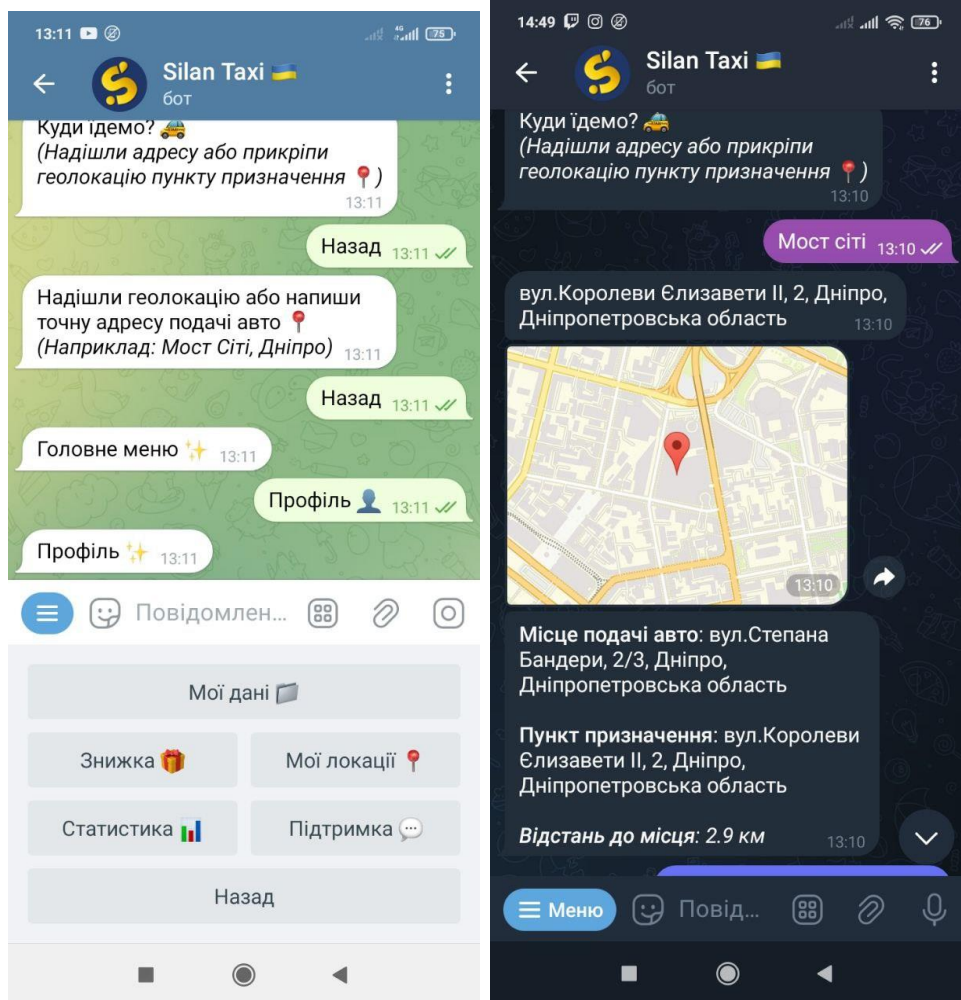 13:11
4G
75
Silan Taxi
бот
Куди їдемо?
(Надішли адресу або прикріпи
геолокацію пункту призначення )
13:11
Назад 13:11
Надішли геолокацію або напиши
точну адресу подачі авто
(Наприклад: Мост Сіті, Дніпро) 13:11
Назад 13:11
Головне меню 13:11
Профіль 13:11
Профіль 13:11
Повідомлен...
Мої дані
Знижка
Мої локації
Статистика
Підтримка
Назад
14:49
76
Silan Taxi
бот
Куди їдемо?
(Надішли адресу або прикріпи
геолокацію пункту призначення )
13:10
Мост сіті 13:10
вул.Королеви Єлизавети II, 2, Дніпро,
Дніпропетровська область 13:10
13:10
Місце подачі авто: вул.Степана
Бандери, 2/3, Дніпро,
Дніпропетровська область
Пункт призначення: вул.Королеви
Єлизавети II, 2, Дніпро,
Дніпропетровська область
Відстань до місця: 2.9 км 13:10
Меню
Повід...